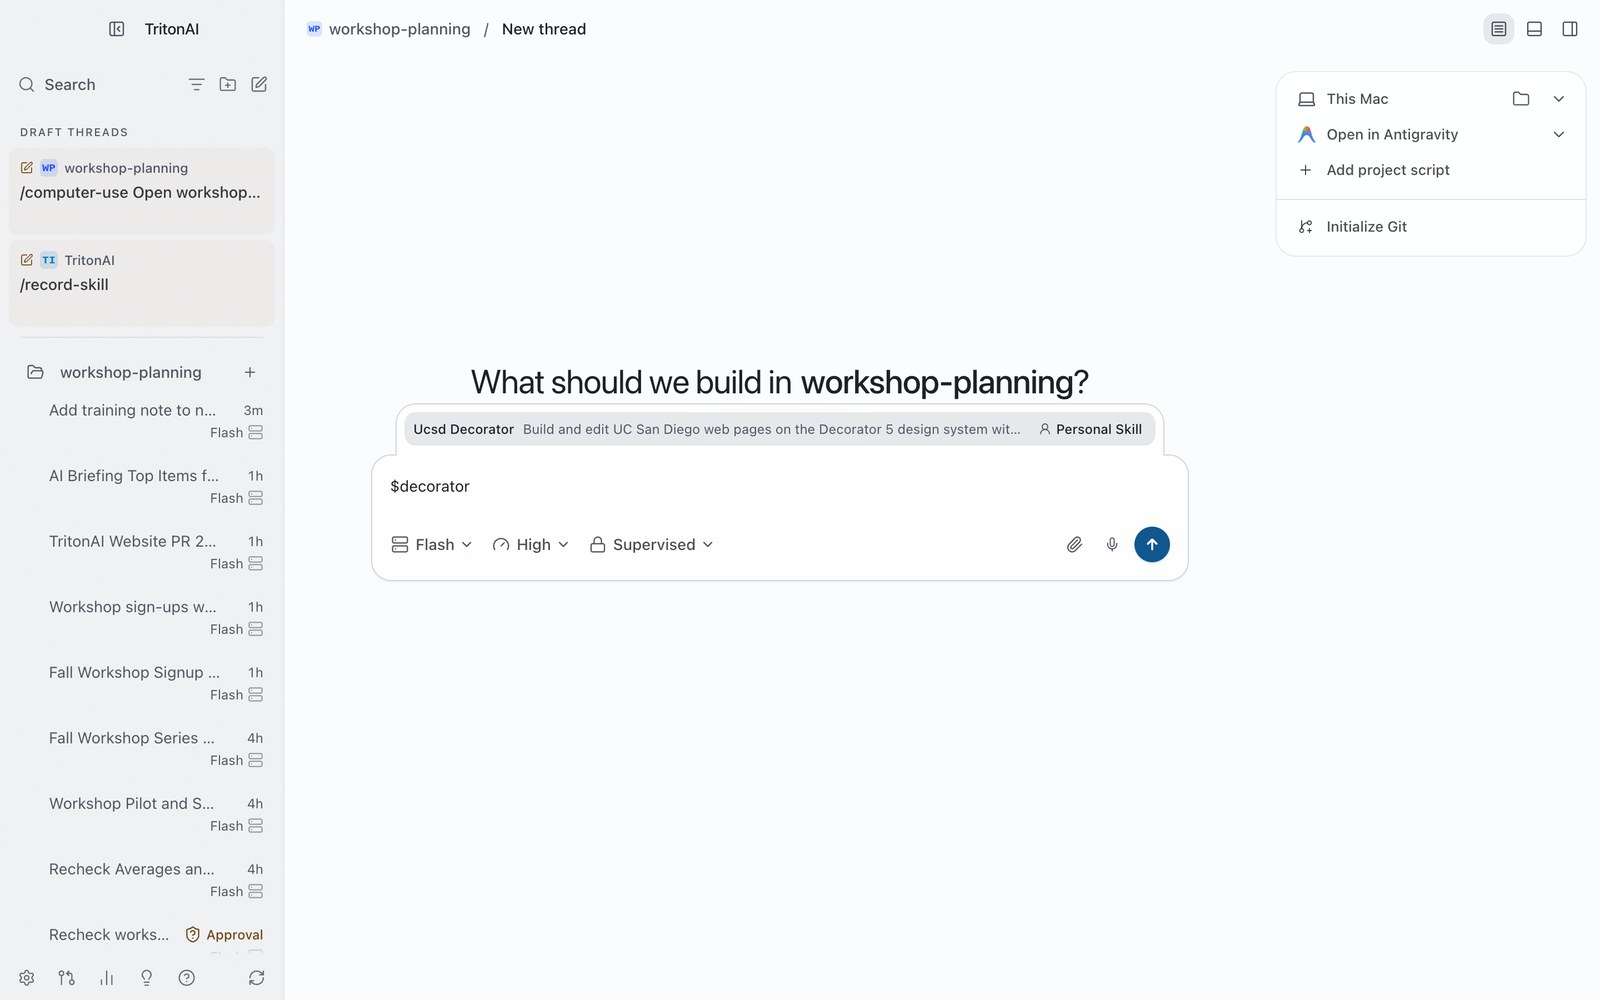 TritonAI
Search
DRAFT THREADS
WP workshop-planning
/computer-use Open workshop...
TI TritonAI
/record-skill
workshop-planning
Add training note to n... 3m
Flash
AI Briefing Top Items f... 1h
Flash
TritonAI Website PR 2... 1h
Flash
Workshop sign-ups w... 1h
Flash
Fall Workshop Signup ... 1h
Flash
Fall Workshop Series ... 4h
Flash
Workshop Pilot and S... 4h
Flash
Recheck Averages an... 4h
Flash
Recheck works... Approval
WP workshop-planning / New thread
This Mac
Open in Antigravity
Add project script
Initialize Git
What should we build in workshop-planning?
Ucsd Decorator Build and edit UC San Diego web pages on the Decorator 5 design system wit... Personal Skill
$decorator
Flash High Supervised